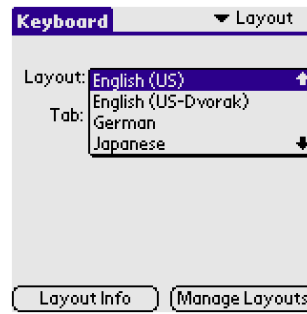 Keyboard
Layout
Layout: English (US)
English (US-Dvorak)
Tab:
German
Japanese
Layout Info
Manage Layouts